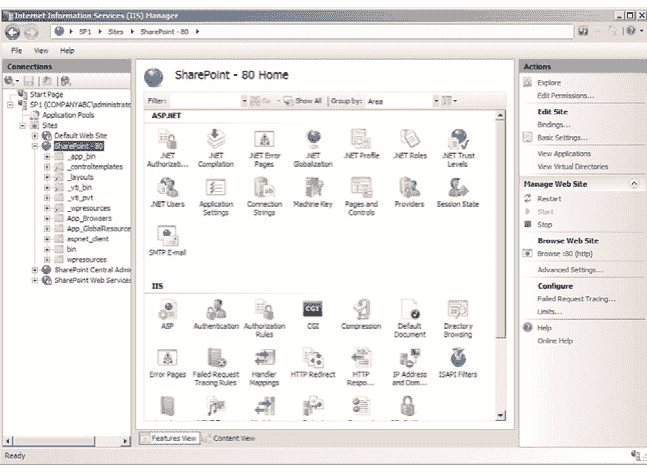 Internet Information Services (IIS) Manager
SP1 Sites SharePoint - 80
File View Help
Connections
Start Page
SP1 (COMPANYABC\administrato
Application Pools
Sites
Default Web Site
SharePoint - 80
_app_bin
_controltemplates
_layouts
_vti_bin
_vti_pvt
_wpresources
App_Browsers
App_GlobalResource
aspnet_client
bin
wpresources
SharePoint Central Admi
SharePoint Web Services
SharePoint - 80 Home
Filter: Go Show All Group by: Area
ASP.NET
.NET Authorizati...
.NET Compilation
.NET Error Pages
.NET Globalization
.NET Profile
.NET Roles
.NET Trust Levels
.NET Users
Application Settings
Connection Strings
Machine Key
Pages and Controls
Providers
Session State
SMTP E-mail
IIS
ASP
Authentication
Authorization Rules
CGI
CGI
Compression
Default Document
Directory Browsing
Error Pages
Failed Request Tracing Rules
Handler Mappings
HTTP Redirect
HTTP Respo...
IP Address and Dom...
ISAPI Filters
Features View Content View
Actions
Explore
Edit Permissions...
Edit Site
Bindings...
Basic Settings...
View Applications
View Virtual Directories
Manage Web Site
Restart
Start
Stop
Browse Web Site
Browse :80 (http)
Advanced Settings...
Configure
Failed Request Tracing...
Limits...
Help
Online Help
Ready